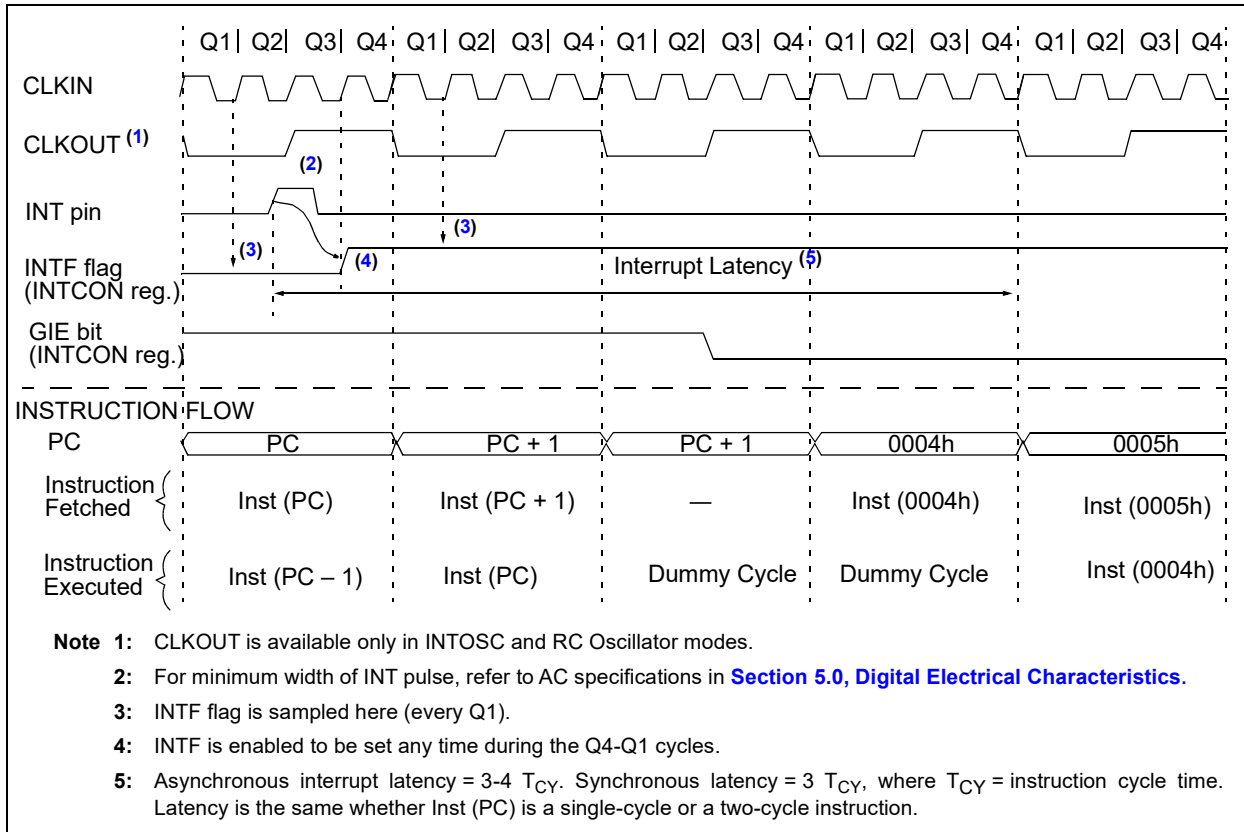 Q1 Q2 Q3 Q4 Q1 Q2 Q3 Q4 Q1 Q2 Q3 Q4 Q1 Q2 Q3 Q4 Q1 Q2 Q3 Q4
CLKIN
CLKOUT (1)
(2)
INT pin
(3)
(3)
(4)
INTF flag
(INTCON reg.)
Interrupt Latency (5)
GIE bit
(INTCON reg.)
INSTRUCTION FLOW
PC PC PC + 1 PC + 1 0004h 0005h
Instruction
Fetched
Inst (PC) Inst (PC + 1) — Inst (0004h) Inst (0005h)
Instruction
Executed
Inst (PC – 1) Inst (PC) Dummy Cycle Dummy Cycle Inst (0004h)
Note 1: CLKOUT is available only in INTOSC and RC Oscillator modes.
2: For minimum width of INT pulse, refer to AC specifications in Section 5.0, Digital Electrical Characteristics.
3: INTF flag is sampled here (every Q1).
4: INTF is enabled to be set any time during the Q4-Q1 cycles.
5: Asynchronous interrupt latency = 3-4 TCY. Synchronous latency = 3 TCY, where TCY = instruction cycle time.
Latency is the same whether Inst (PC) is a single-cycle or a two-cycle instruction.